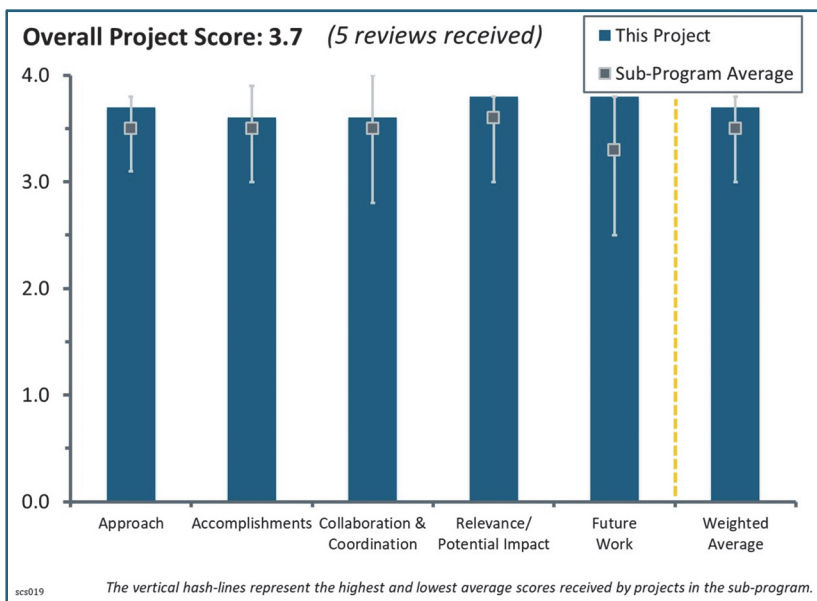 Overall Project Score: 3.7 (5 reviews received)
This Project
Sub-Program Average
4.0
3.0
2.0
1.0
0.0
Approach
Accomplishments
Collaboration &
Coordination
Relevance/
Potential Impact
Future
Work
Weighted
Average
scs019
The vertical hash-lines represent the highest and lowest average scores received by projects in the sub-program.